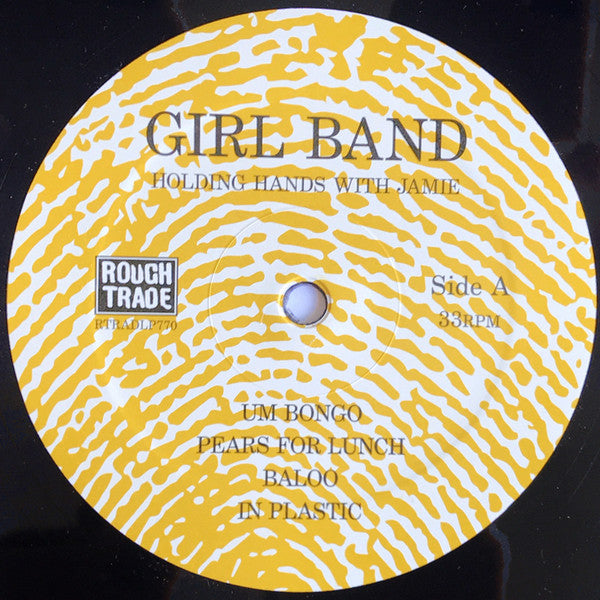 GIRL BAND
HOLDING HANDS WITH JAMIE
ROUGH
TRADE
RTRADLP770
Side A
33RPM
UM BONGO
PEARS FOR LUNCH
BALOO
IN PLASTIC